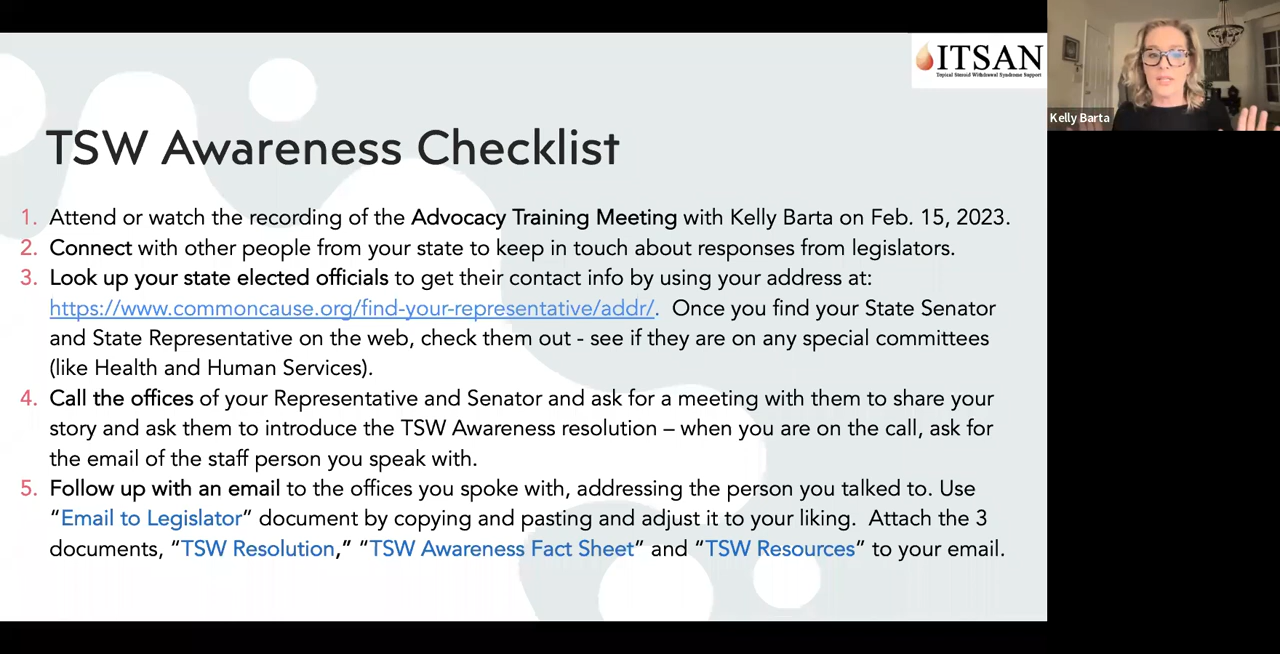 ITSAN
Topical Steroid Withdrawal Syndrome Support
Kelly Barta
TSW Awareness Checklist
1. Attend or watch the recording of the Advocacy Training Meeting with Kelly Barta on Feb. 15, 2023.
2. Connect with other people from your state to keep in touch about responses from legislators.
3. Look up your state elected officials to get their contact info by using your address at:
https://www.commoncause.org/find-your-representative/addr/. Once you find your State Senator
and State Representative on the web, check them out - see if they are on any special committees
(like Health and Human Services).
4. Call the offices of your Representative and Senator and ask for a meeting with them to share your
story and ask them to introduce the TSW Awareness resolution – when you are on the call, ask for
the email of the staff person you speak with.
5. Follow up with an email to the offices you spoke with, addressing the person you talked to. Use
“Email to Legislator” document by copying and pasting and adjust it to your liking. Attach the 3
documents, “TSW Resolution,” “TSW Awareness Fact Sheet” and “TSW Resources” to your email.